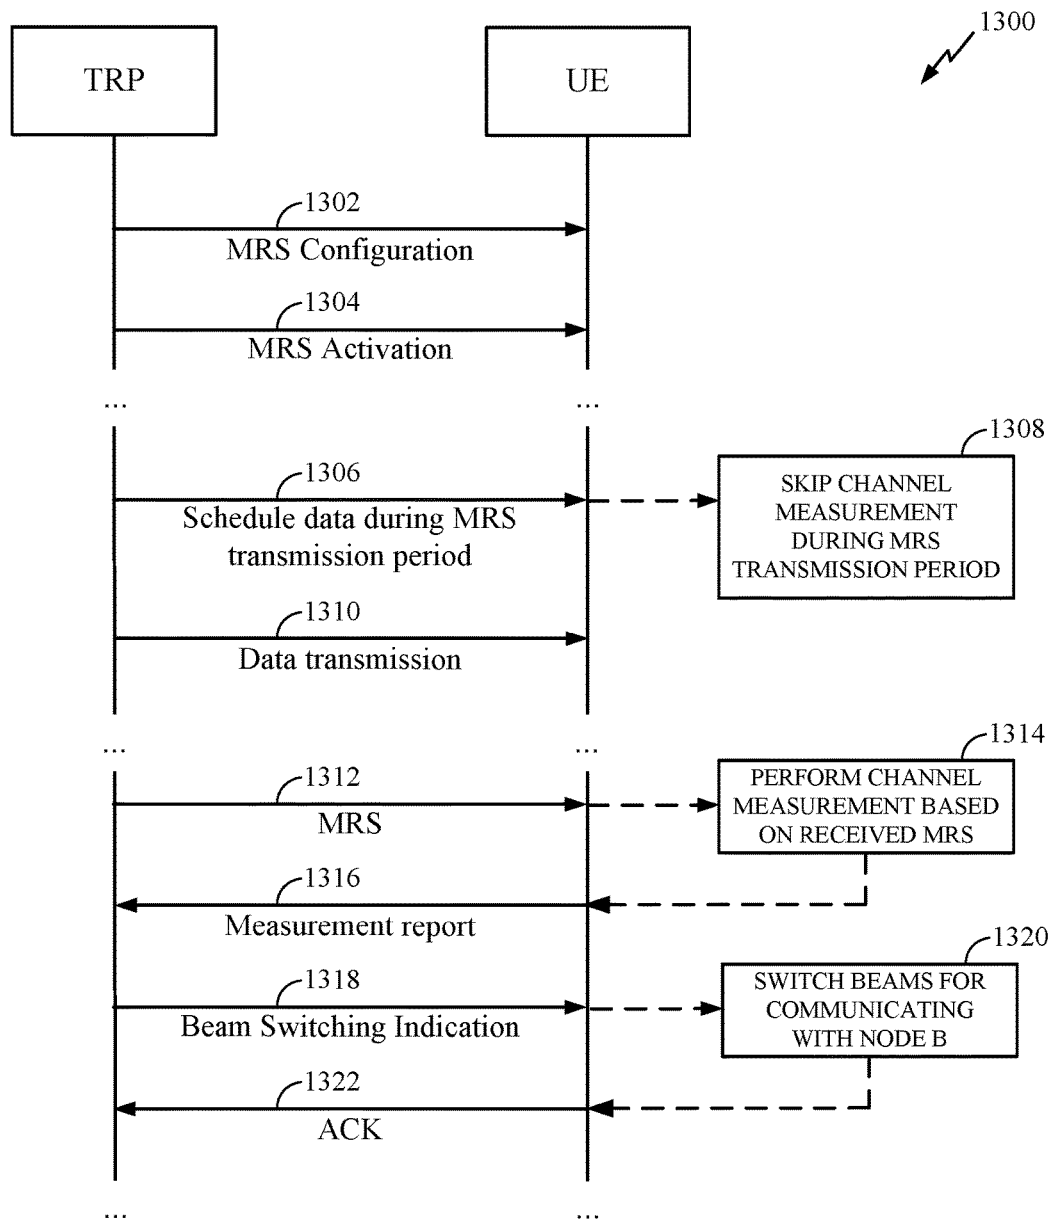 1300
TRP
UE
1302
MRS Configuration
1304
MRS Activation
...
...
1306
Schedule data during MRS
transmission period
1308
SKIP CHANNEL
MEASUREMENT
DURING MRS
TRANSMISSION PERIOD
1310
Data transmission
...
...
1312
MRS
1314
PERFORM CHANNEL
MEASUREMENT BASED
ON RECEIVED MRS
1316
Measurement report
1318
Beam Switching Indication
1320
SWITCH BEAMS FOR
COMMUNICATING
WITH NODE B
1322
ACK
...
...